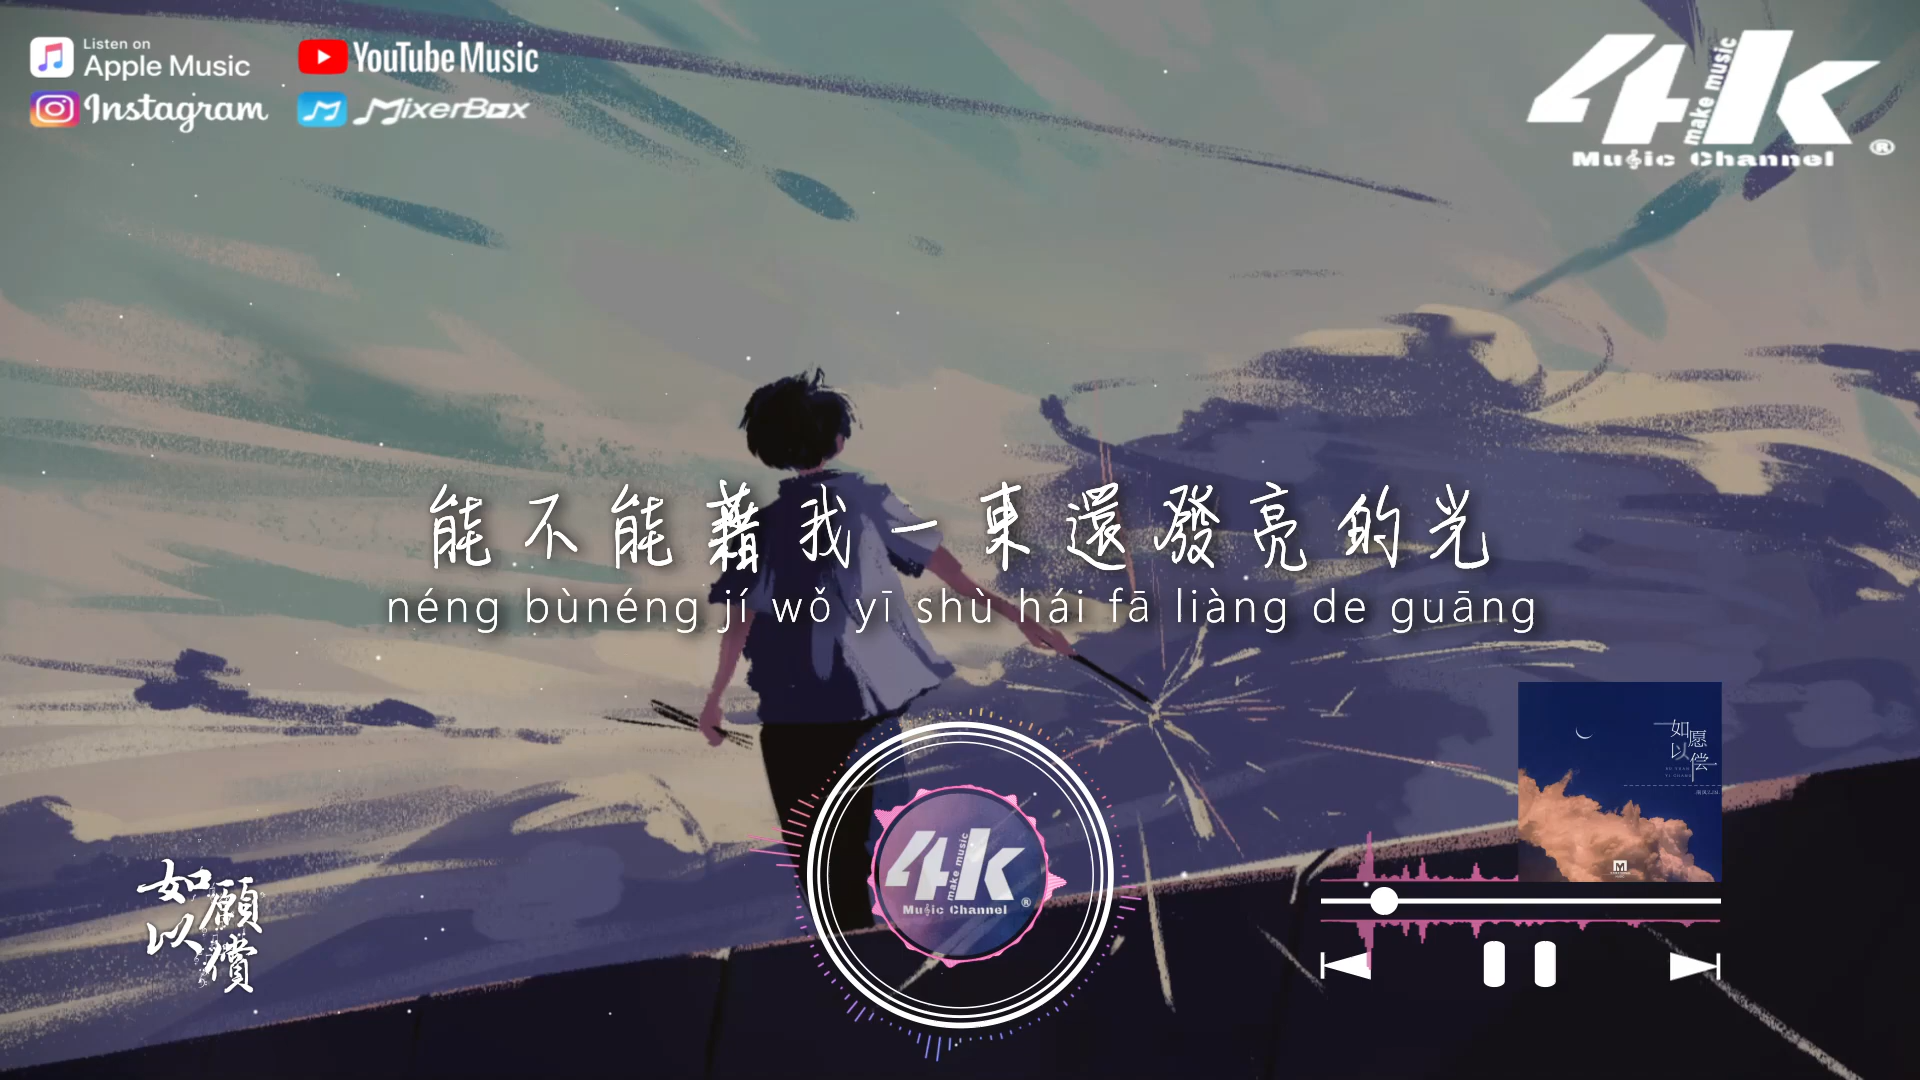 Listen on
Apple Music
YouTube Music
Instagram
MixerBox
4k
make music
Music Channel ®
能不能藉我一束還發亮的光
néng bùnéng jí wǒ yī shù hái fā liàng de guāng
如願
以償
4k
make music
Music Channel ®
如愿
以偿